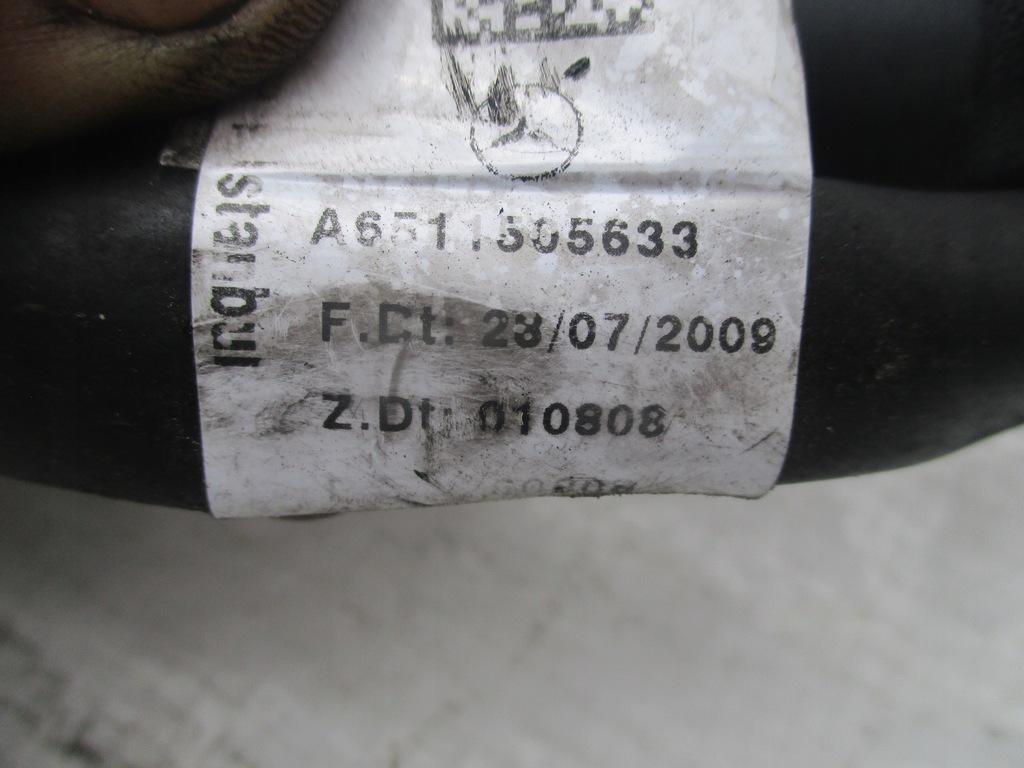 A6511505633
F.Dt: 28/07/2009
Z.Dt: 010808
Istanbul